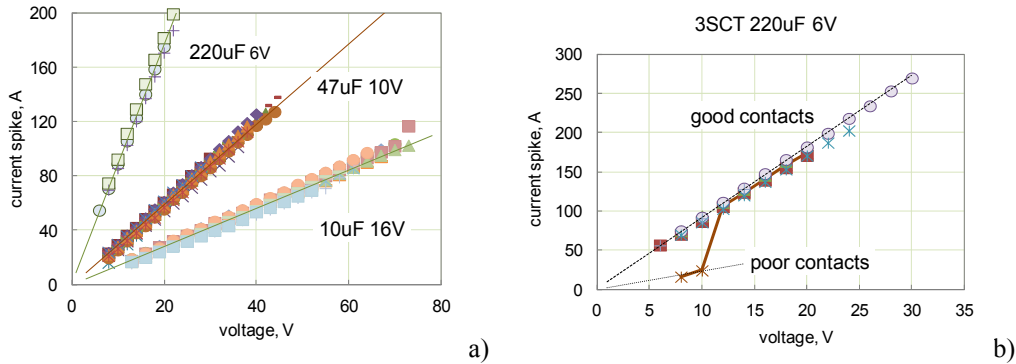 200
160
120
80
40
0
0 20 40 60 80
current spike, A
voltage, V
220uF 6V
47uF 10V
10uF 16V
a)
3SCT 220uF 6V
300
250
200
150
100
50
0
0 5 10 15 20 25 30 35
current spike, A
voltage, V
good contacts
poor contacts
b)